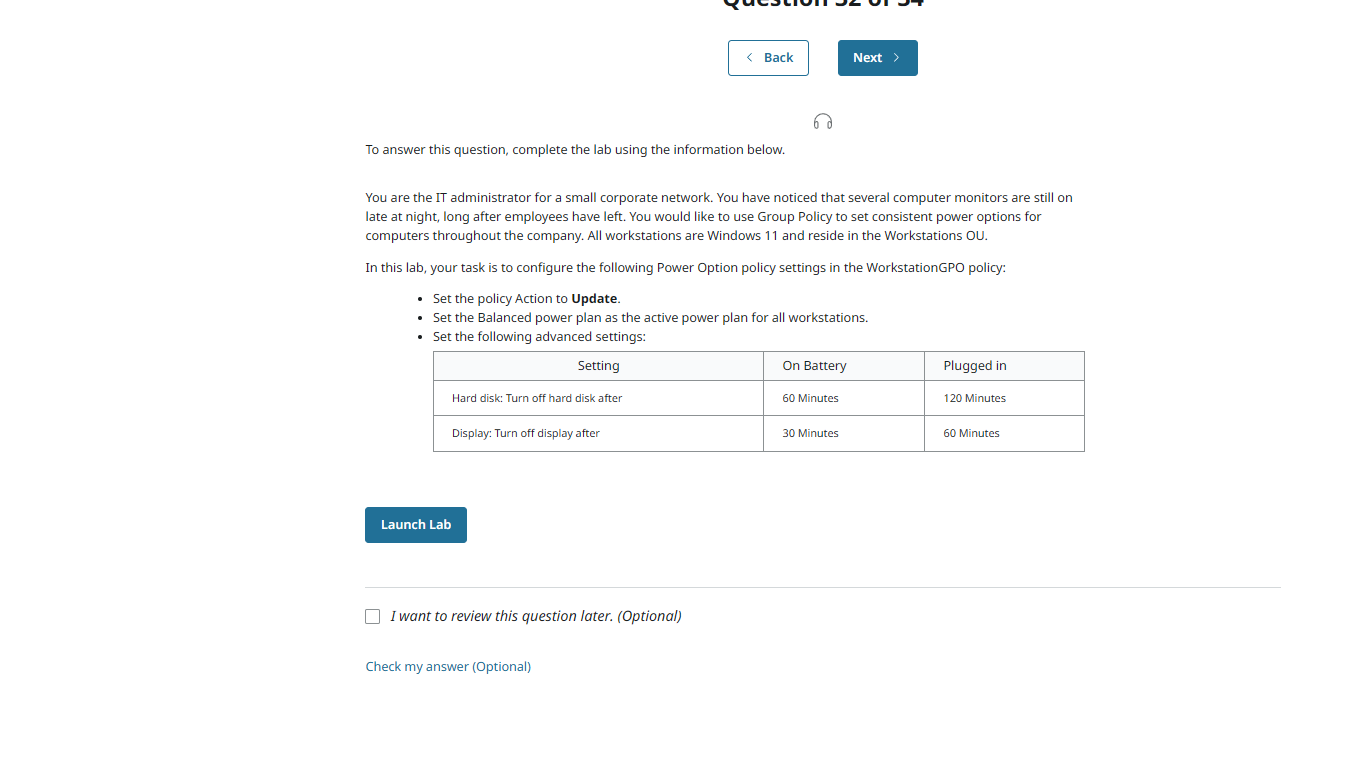 Question 32 of 34
Back
Next
To answer this question, complete the lab using the information below.
You are the IT administrator for a small corporate network. You have noticed that several computer monitors are still on
late at night, long after employees have left. You would like to use Group Policy to set consistent power options for
computers throughout the company. All workstations are Windows 11 and reside in the Workstations OU.
In this lab, your task is to configure the following Power Option policy settings in the WorkstationGPO policy:
• Set the policy Action to Update.
• Set the Balanced power plan as the active power plan for all workstations.
• Set the following advanced settings:
Setting On Battery Plugged in
Hard disk: Turn off hard disk after 60 Minutes 120 Minutes
Display: Turn off display after 30 Minutes 60 Minutes
Launch Lab
I want to review this question later. (Optional)
Check my answer (Optional)